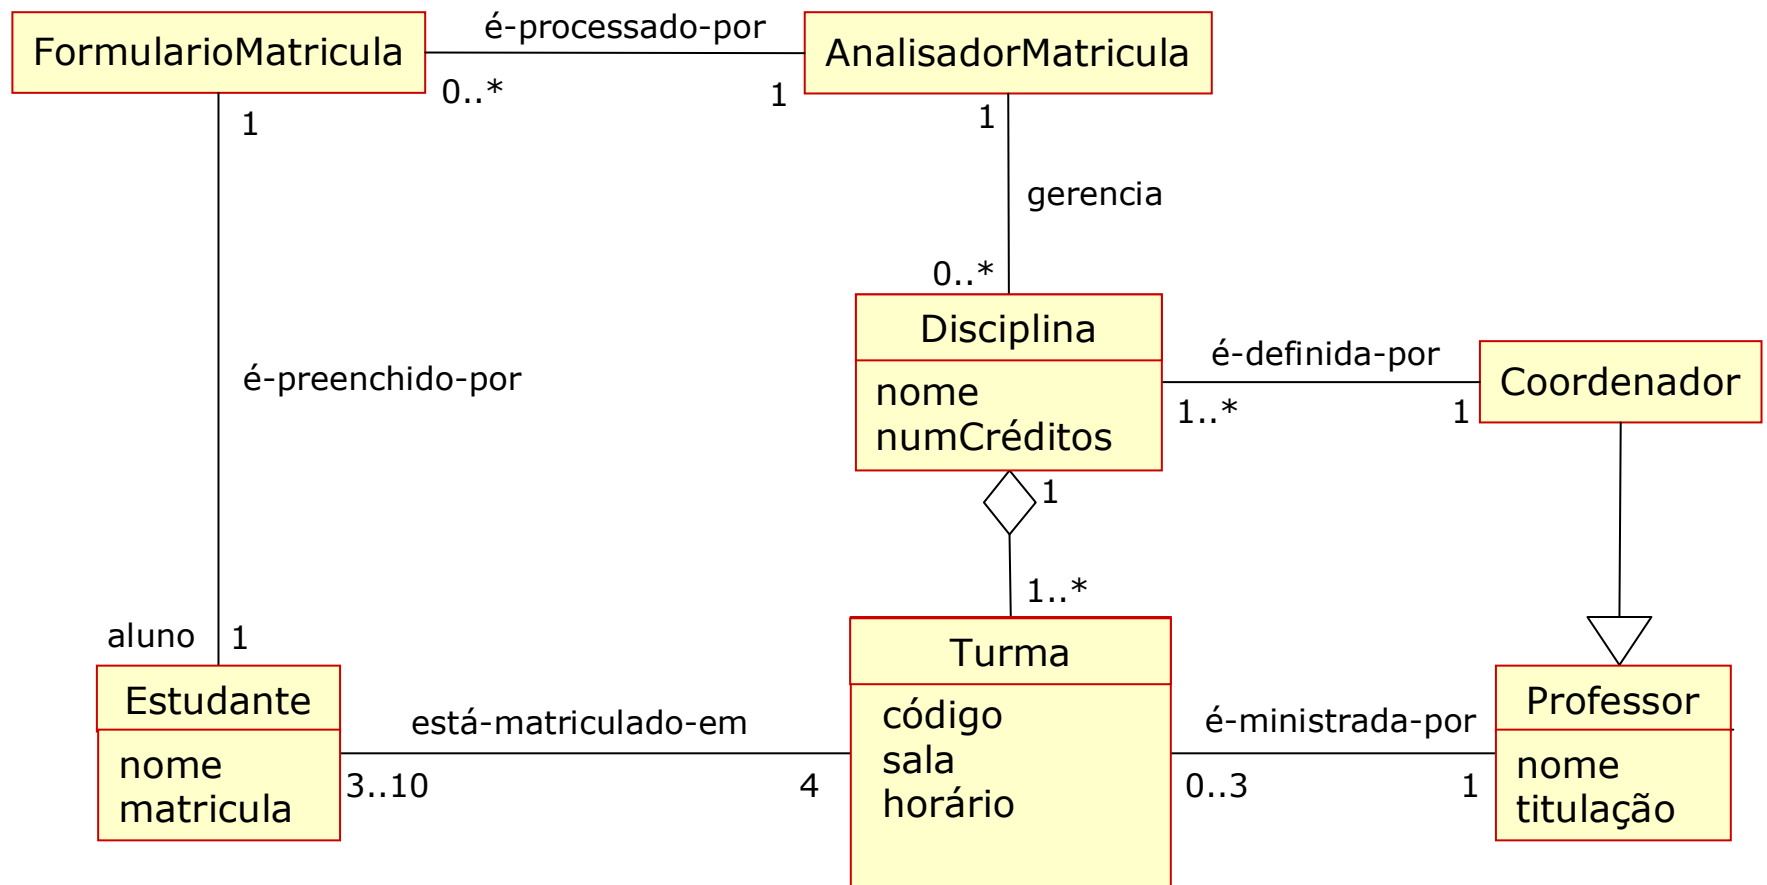 FormularioMatricula
é-processado-por
AnalisadorMatricula
0..*
1
1
1
gerencia
0..*
Disciplina
nome
numCréditos
é-definida-por
1..*
1
Coordenador
é-preenchido-por
1
1..*
aluno
1
Estudante
nome
matricula
está-matriculado-em
3..10
4
Turma
código
sala
horário
é-ministrada-por
0..3
1
Professor
nome
titulação